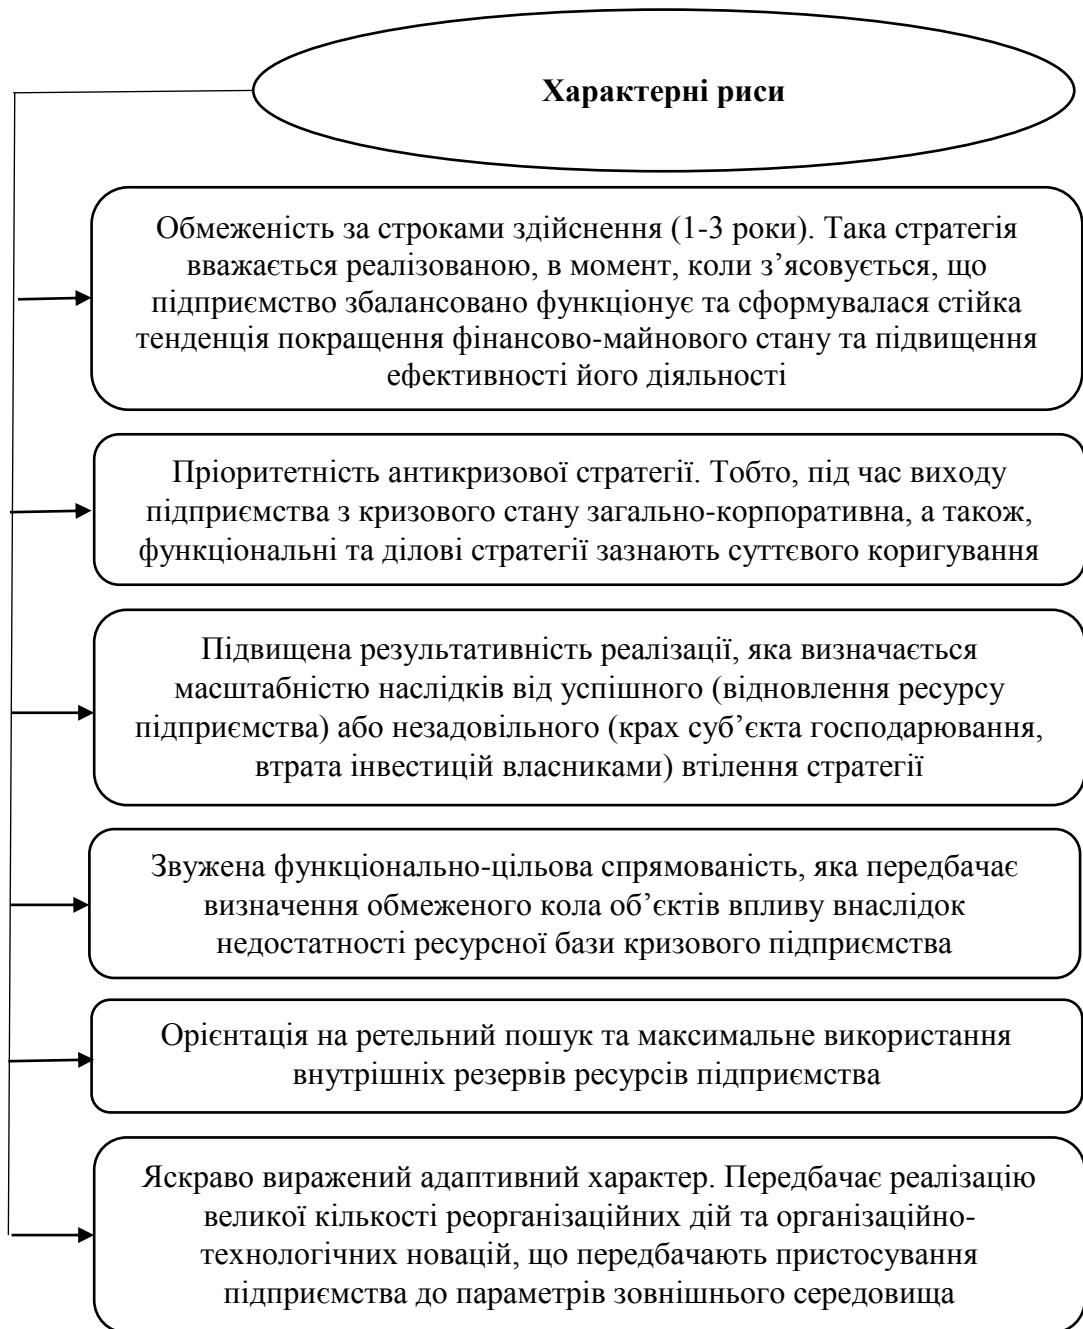 Характерні риси
Обмеженість за строками здійснення (1-3 роки). Така стратегія
вважається реалізованою, в момент, коли з’ясовується, що
підприємство збалансовано функціонує та сформувалася стійка
тенденція покращення фінансово-майнового стану та підвищення
ефективності його діяльності
Пріоритетність антикризової стратегії. Тобто, під час виходу
підприємства з кризового стану загально-корпоративна, а також,
функціональні та ділові стратегії зазнають суттєвого коригування
Підвищена результативність реалізації, яка визначається
масштабністю наслідків від успішного (відновлення ресурсу
підприємства) або незадовільного (крах суб’єкта господарювання,
втрата інвестицій власниками) втілення стратегії
Звужена функціонально-цільова спрямованість, яка передбачає
визначення обмеженого кола об’єктів впливу внаслідок
недостатності ресурсної бази кризового підприємства
Орієнтація на ретельний пошук та максимальне використання
внутрішніх резервів ресурсів підприємства
Яскраво виражений адаптивний характер. Передбачає реалізацію
великої кількості реорганізаційних дій та організаційно-
технологічних новацій, що передбачають пристосування
підприємства до параметрів зовнішнього середовища